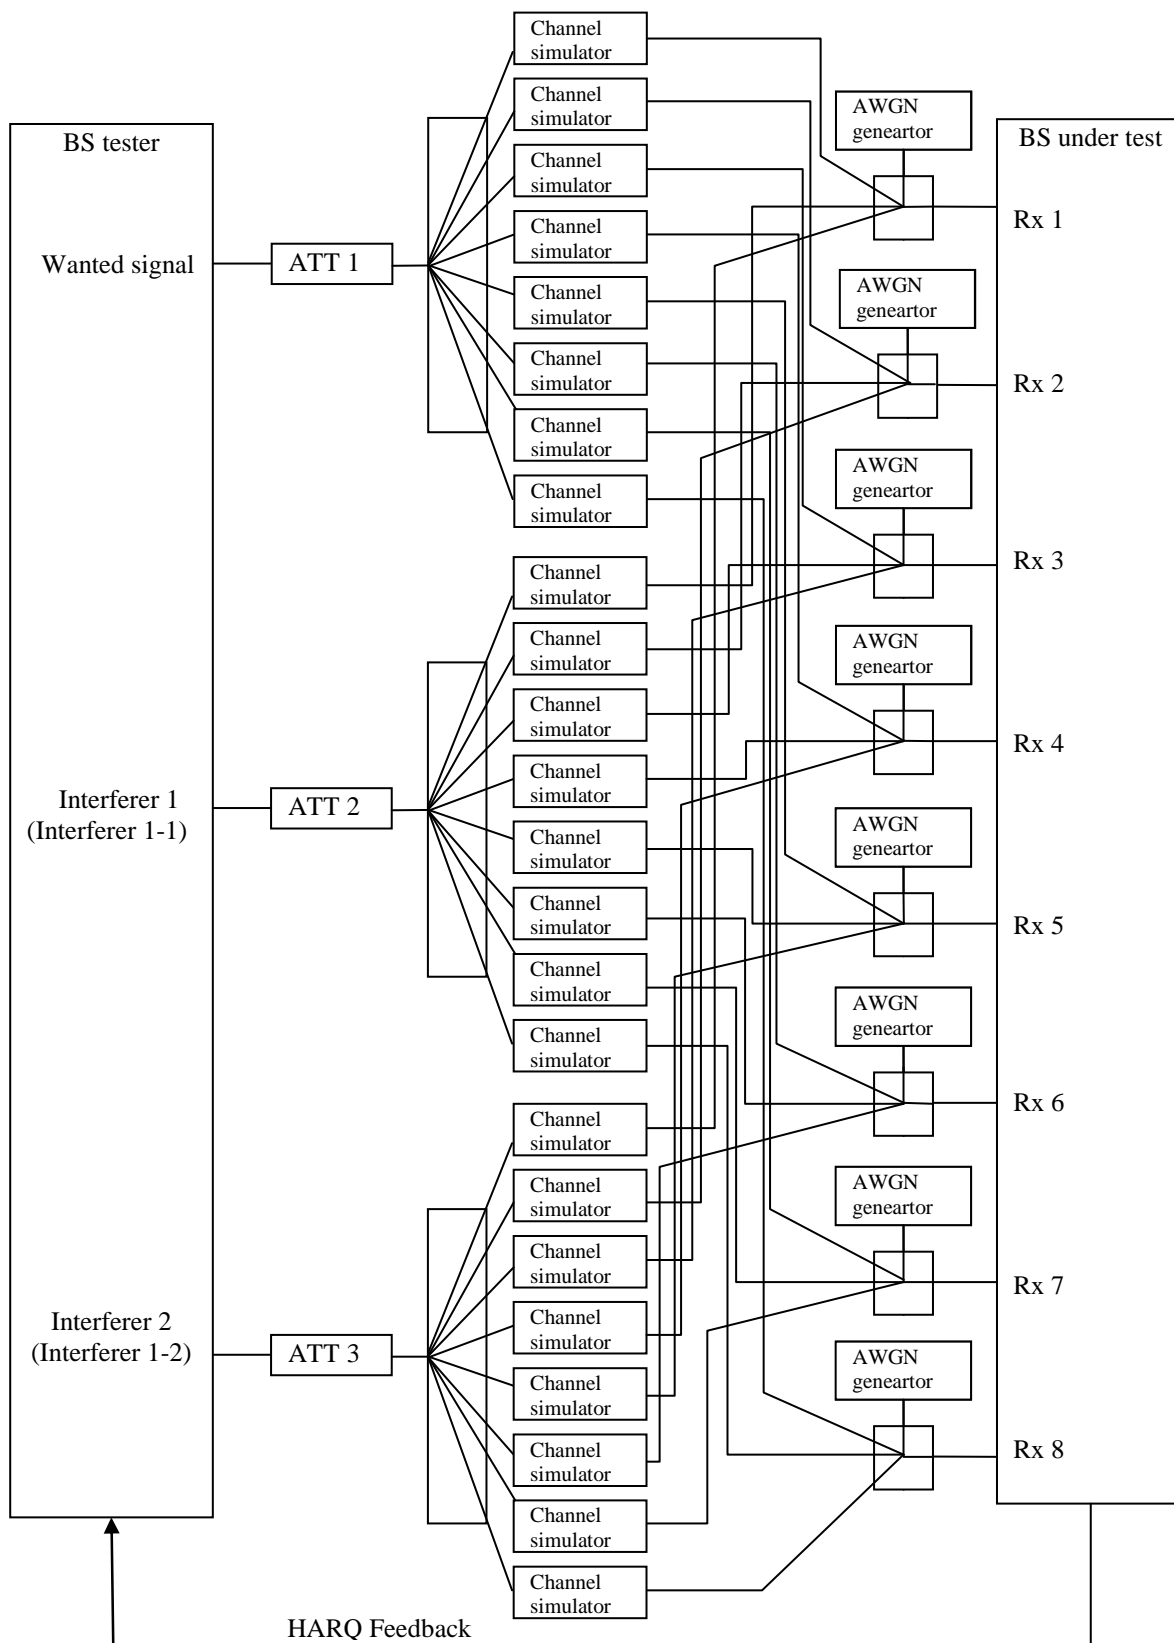 BS tester
Wanted signal
Interferer 1
(Interferer 1-1)
Interferer 2
(Interferer 1-2)
ATT 1
ATT 2
ATT 3
Channel
simulator
Channel
simulator
Channel
simulator
Channel
simulator
Channel
simulator
Channel
simulator
Channel
simulator
Channel
simulator
Channel
simulator
Channel
simulator
Channel
simulator
Channel
simulator
Channel
simulator
Channel
simulator
Channel
simulator
Channel
simulator
Channel
simulator
Channel
simulator
Channel
simulator
Channel
simulator
Channel
simulator
Channel
simulator
Channel
simulator
Channel
simulator
AWGN
geneartor
AWGN
geneartor
AWGN
geneartor
AWGN
geneartor
AWGN
geneartor
AWGN
geneartor
AWGN
geneartor
AWGN
geneartor
BS under test
Rx 1
Rx 2
Rx 3
Rx 4
Rx 5
Rx 6
Rx 7
Rx 8
HARQ Feedback